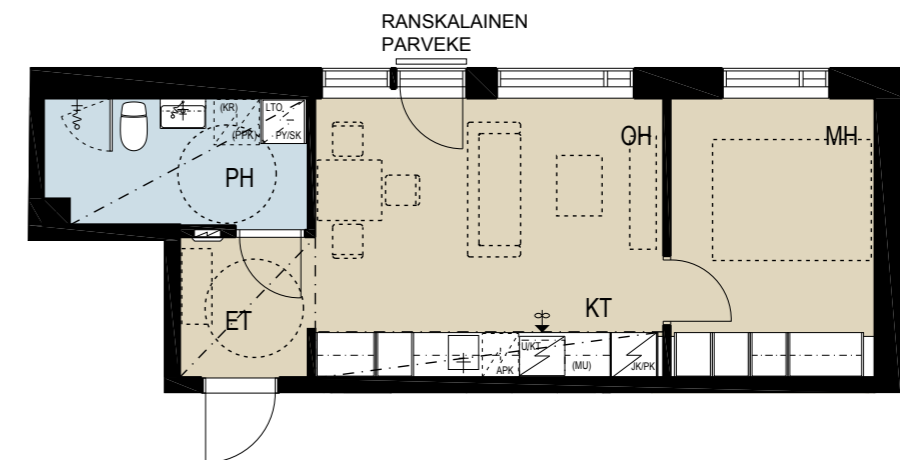 RANSKALAINEN
PARVEKE
(KR)
LTO
(PPK)
PY/SK
OH
MH
PH
KT
ET
U/KT
APK
(MU)
JK/PK